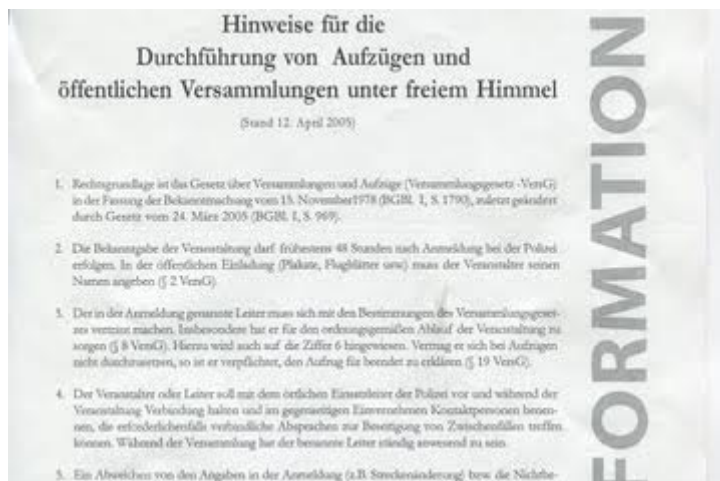 Hinweise für die
Durchführung von Aufzügen und
öffentlichen Versammlungen unter freiem Himmel
(Stand 12. April 2005)
1. Rechtsgrundlage ist das Gesetz über Versammlungen und Aufzüge (Versammlungsgesetz -VersG)
in der Fassung der Bekanntmachung vom 15. November1978 (BGBl. I, S. 1790), zuletzt geändert
durch Gesetz vom 24. März 2005 (BGBl. I, S. 969).
2. Die Bekanntgabe der Veranstaltung darf frühestens 48 Stunden nach Anmeldung bei der Polizei
erfolgen. In der öffentlichen Einladung (Plakate, Flugblätter usw) muss der Veranstalter seinen
Namen angeben (§ 2 VersG)
3. Der in der Anmeldung genannte Leiter muss sich mit den Bestimmungen des Versammlungsgeset-
zes vertraut machen. Insbesondere hat er für den ordnungsgemäßen Ablauf der Veranstaltung zu
sorgen (§ 8 VersG). Hierzu wird auch auf die Ziffer 6 hingewiesen. Vermag er sich bei Aufzügen
nicht durchzusetzen, so ist er verpflichtet, den Aufzug für beendet zu erklären (§ 19 VersG).
4. Der Veranstalter oder Leiter soll mit dem örtlichen Einsatzleiter der Polizei vor und während der
Veranstaltung Verbindung halten und im gegenseitigen Einvernehmen Kontaktpersonen benen-
nen, die erforderlichenfalls verbindliche Absprachen zur Beseitigung von Zwischenfällen treffen
können. Während der Versammlung hat der benannte Leiter ständig anwesend zu sein.
5. Ein Abweichen von den Angaben in der Anmeldung (z.B. Streckenänderung) bzw. die Nichtbe-
FORMATION